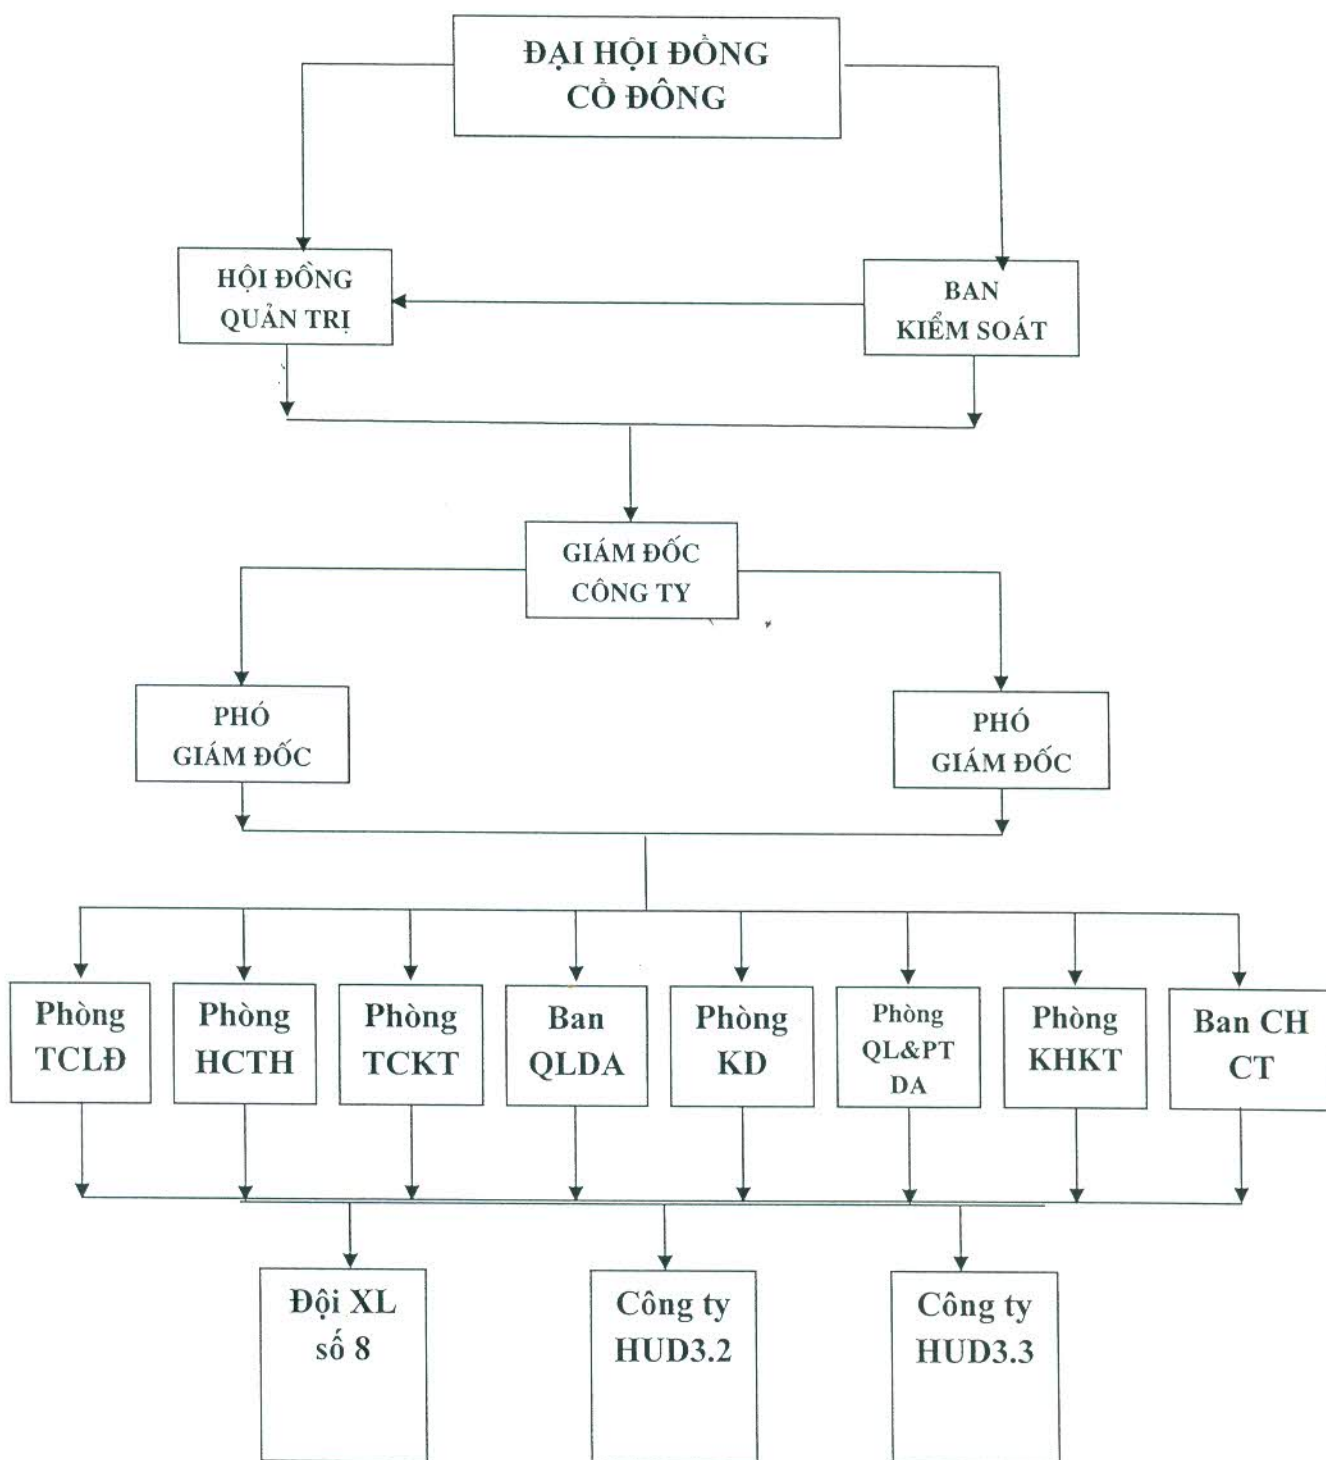 ĐẠI HỘI ĐỒNG
CỔ ĐÔNG
HỘI ĐỒNG
QUẢN TRỊ
BAN
KIỂM SOÁT
GIÁM ĐỐC
CÔNG TY
PHÓ
GIÁM ĐỐC
PHÓ
GIÁM ĐỐC
Phòng
TCLĐ
Phòng
HCTH
Phòng
TCKT
Ban
QLDA
Phòng
KD
Phòng
QL&PT
DA
Phòng
KHKT
Ban CH
CT
Đội XL
số 8
Công ty
HUD3.2
Công ty
HUD3.3